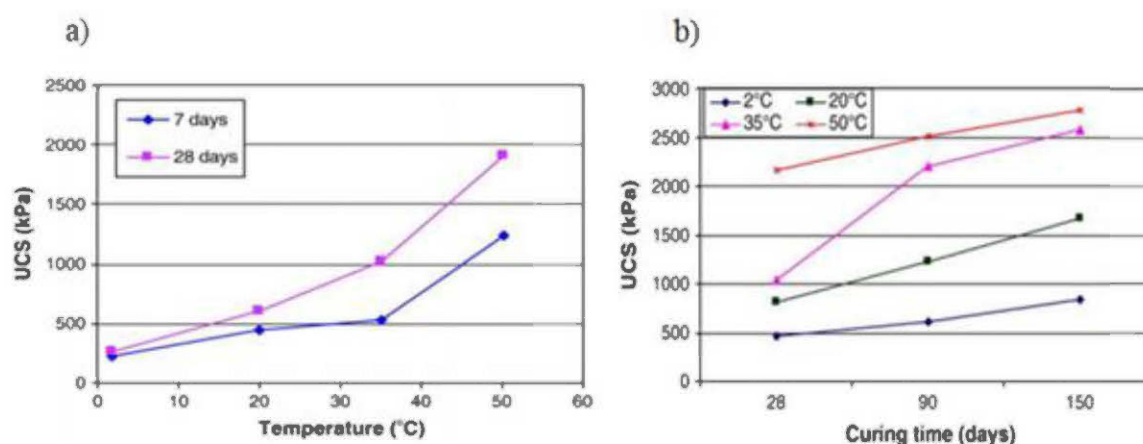 a)
2500
2000
1500
1000
500
0
UCS (kPa)
7 days
28 days
0 10 20 30 40 50 60
Temperature (°C)
b)
3000
2500
2000
1500
1000
500
0
UCS (kPa)
2°C 20°C
35°C 50°C
28 90 150
Curing time (days)